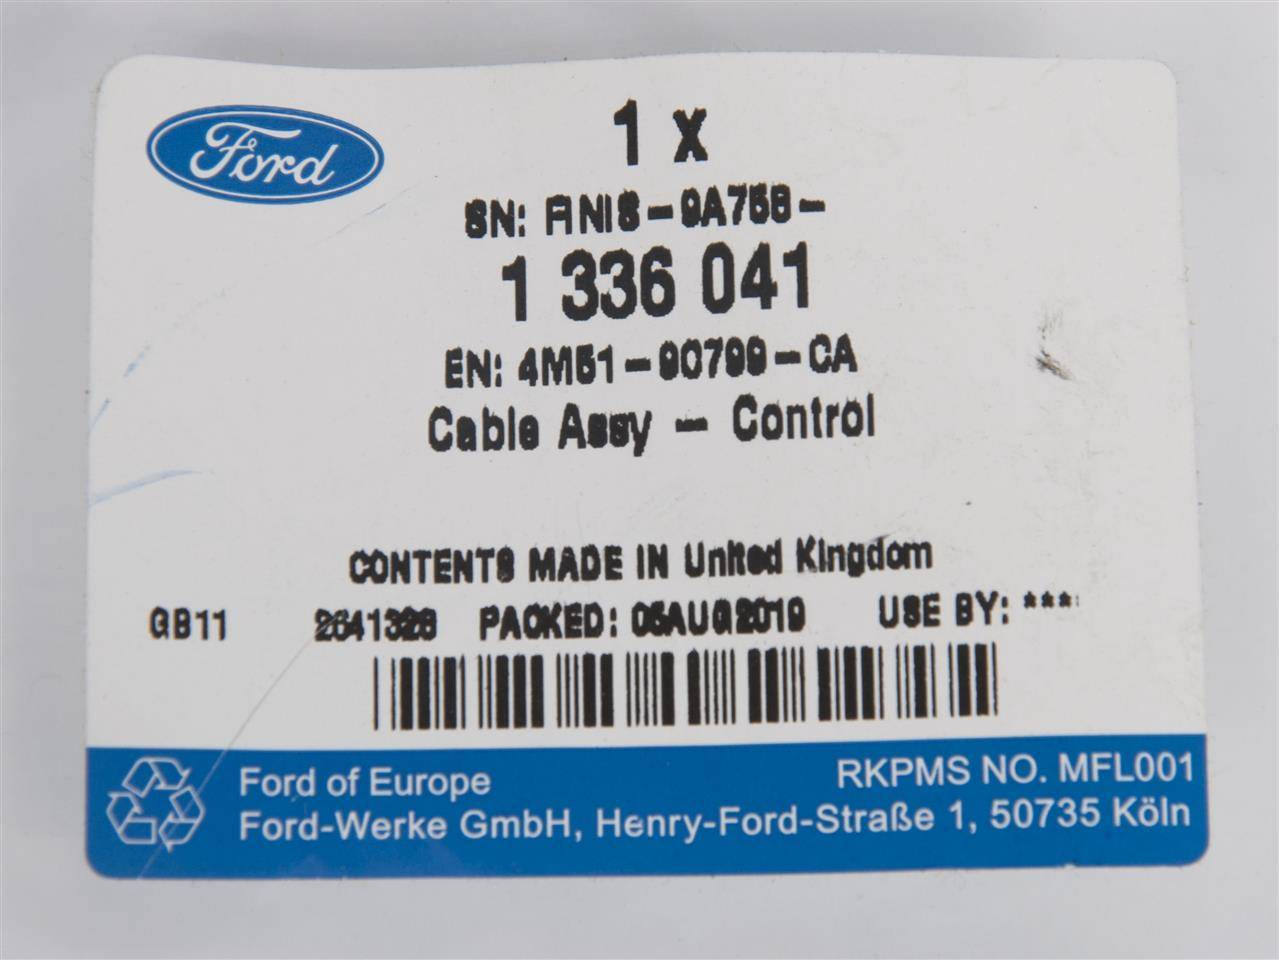 Ford
1 x
SN: FINIS-9A758-
1 336 041
EN: 4M51-9C799-CA
Cable Assy - Control
CONTENTS MADE IN United Kingdom
GB11 2641328 PACKED: 05AUG2019 USE BY: ***
Ford of Europe RKPMS NO. MFL001
Ford-Werke GmbH, Henry-Ford-Straße 1, 50735 Köln